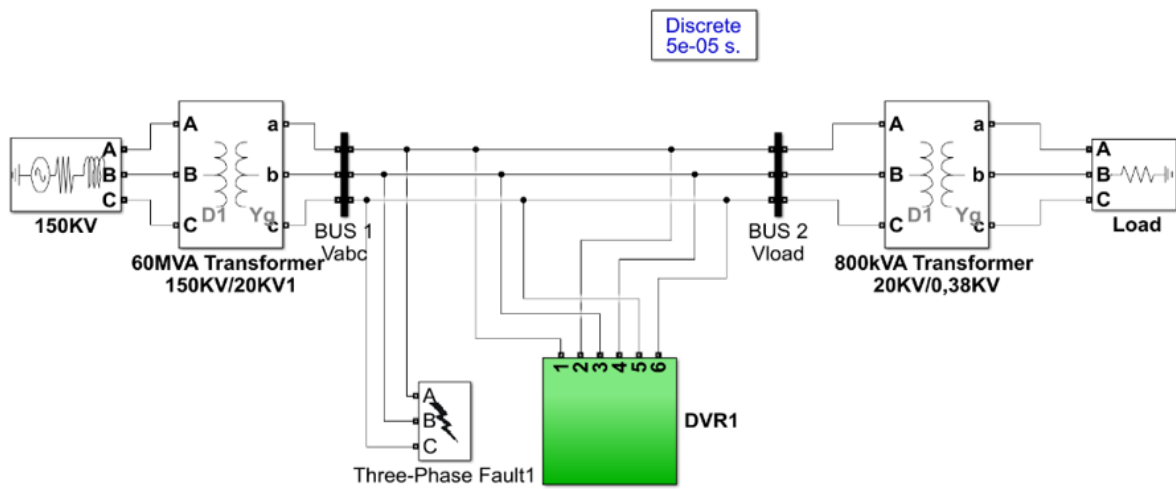 Discrete
5e-05 s.
A
B
C
150KV
A
B
C
D1
Yg
a
b
c
60MVA Transformer
150KV/20KV1
BUS 1
Vabc
BUS 2
Vload
A
B
C
D1
Yg
a
b
c
800kVA Transformer
20KV/0,38KV
A
B
C
Load
A
B
C
Three-Phase Fault1
1
2
3
4
5
6
DVR1